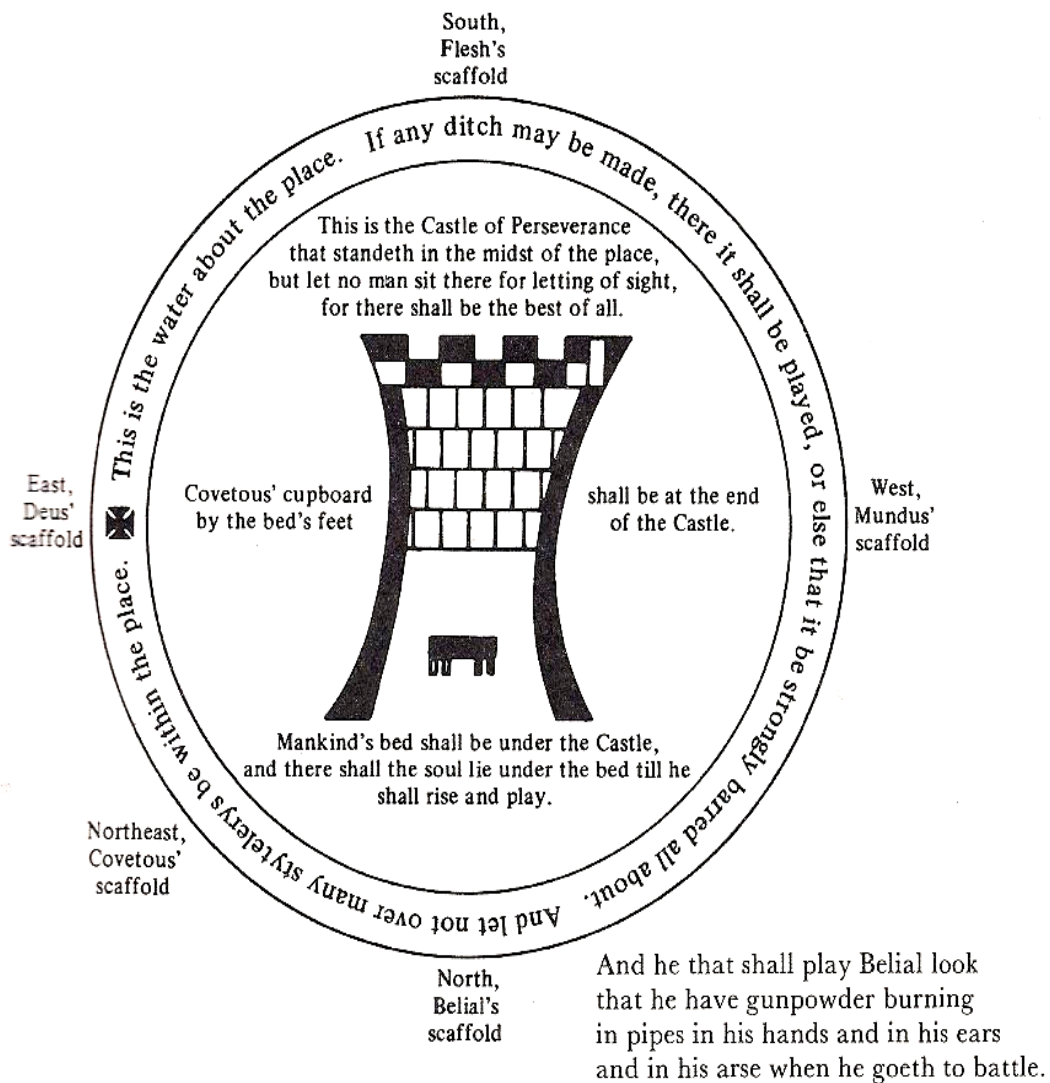 South,
Flesh's
scaffold
This is the water about the place. If any ditch may be made, there it shall be played, or else that it be strongly barred all about. And let not over many stytelerys be within the place.
This is the Castle of Perseverance
that standeth in the midst of the place,
but let no man sit there for letting of sight,
for there shall be the best of all.
East,
Deus'
scaffold
Covetous' cupboard
by the bed's feet
shall be at the end
of the Castle.
West,
Mundus'
scaffold
Mankind's bed shall be under the Castle,
and there shall the soul lie under the bed till he
shall rise and play.
Northeast,
Covetous'
scaffold
North,
Belial's
scaffold
And he that shall play Belial look
that he have gunpowder burning
in pipes in his hands and in his ears
and in his arse when he goeth to battle.